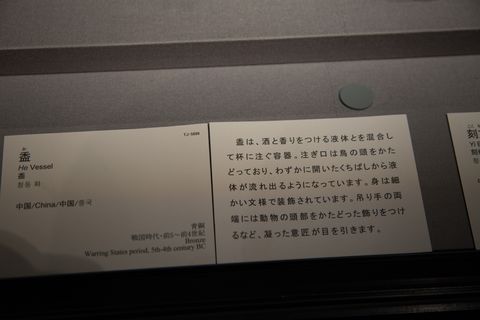 TJ-5099
か
盉
He Vessel
盉
청동 화
中国/China/中国/중국
青銅
戦国時代・前5～前4世紀
Bronze
Warring States period, 5th-4th century BC
盉は、酒と香りをつける液体とを混合し
て杯に注ぐ容器。注ぎ口は鳥の頭をかた
どっており、わずかに開いたくちばしから液
体が流れ出るようになっています。身は細
かい文様で装飾されています。吊り手の両
端には動物の頭部をかたどった飾りをつけ
るなど、凝った意匠が目を引きます。
刻
Yi